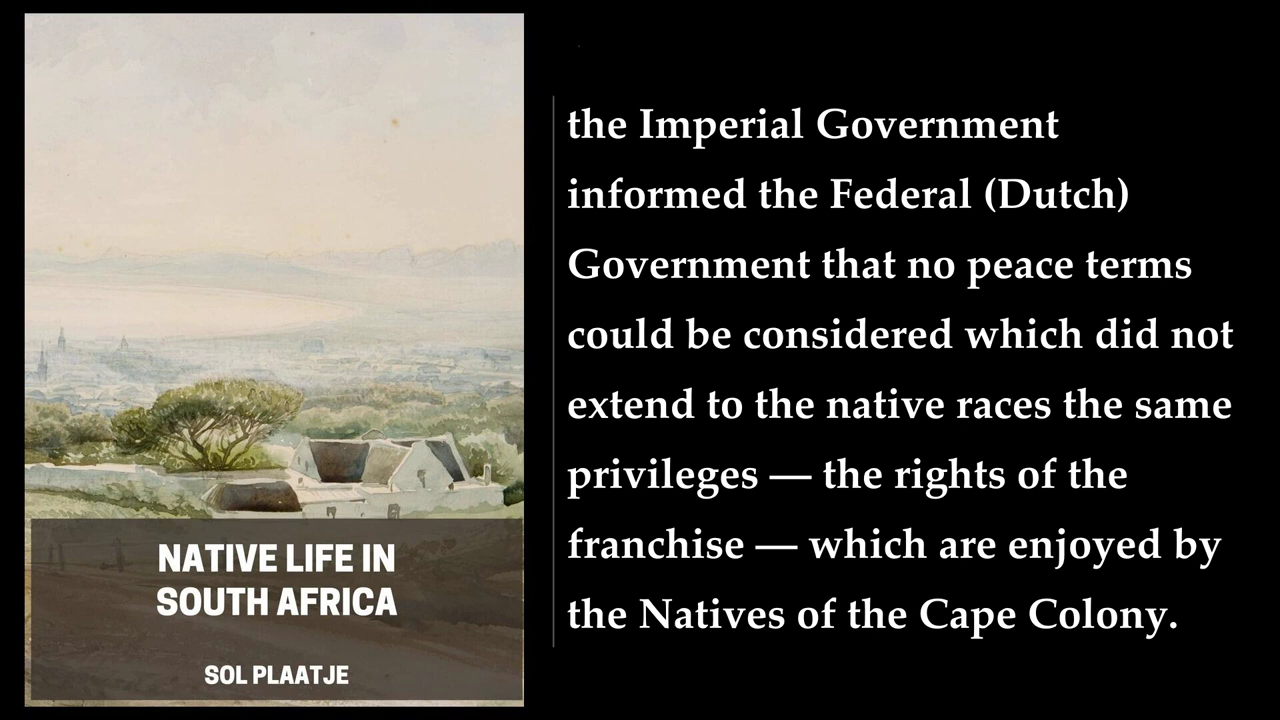 NATIVE LIFE IN
SOUTH AFRICA
SOL PLAATJE
the Imperial Government
informed the Federal (Dutch)
Government that no peace terms
could be considered which did not
extend to the native races the same
privileges — the rights of the
franchise — which are enjoyed by
the Natives of the Cape Colony.